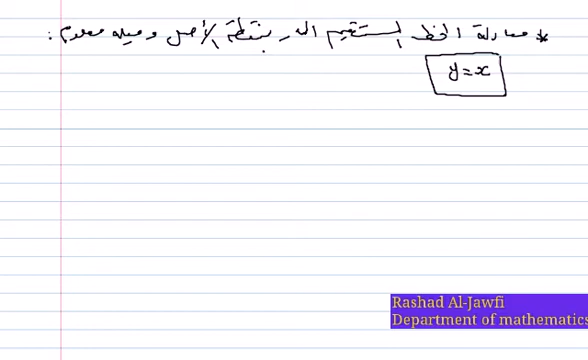 * معادلة الخط المستقيم المار بنقطة الأصل وميله معلوم :
y = x
Rashad Al-Jawfi
Department of mathematics